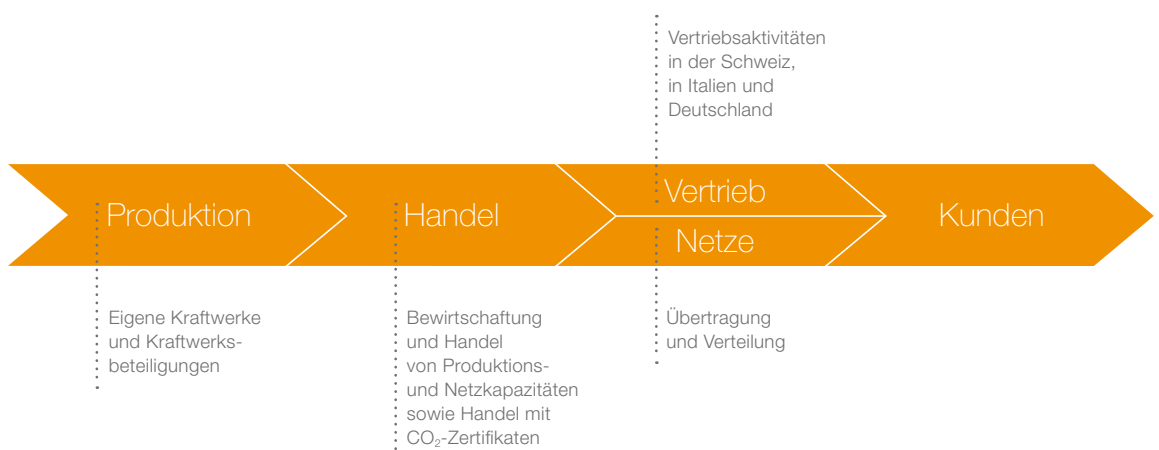 Vertriebsaktivitäten
in der Schweiz,
in Italien und
Deutschland
Produktion
Handel
Vertrieb
Netze
Kunden
Eigene Kraftwerke
und Kraftwerks-
beteiligungen
Bewirtschaftung
und Handel
von Produktions-
und Netzkapazitäten
sowie Handel mit
CO₂-Zertifikaten
Übertragung
und Verteilung